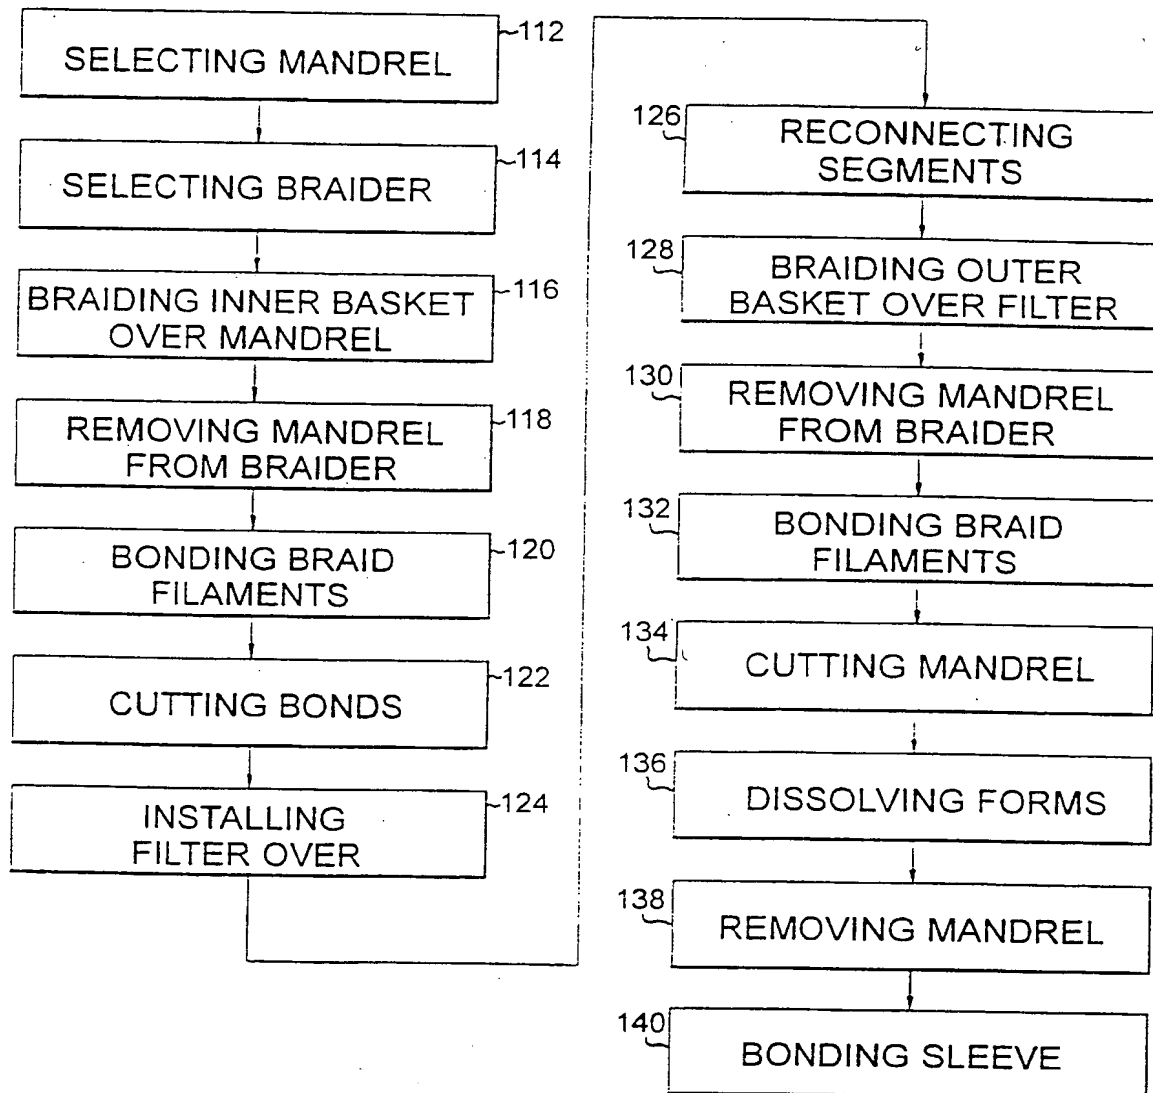 112
SELECTING MANDREL
114
SELECTING BRAIDER
116
BRAIDING INNER BASKET
OVER MANDREL
118
REMOVING MANDREL
FROM BRAIDER
120
BONDING BRAID
FILAMENTS
122
CUTTING BONDS
124
INSTALLING
FILTER OVER
126
RECONNECTING
SEGMENTS
128
BRAIDING OUTER
BASKET OVER FILTER
130
REMOVING MANDREL
FROM BRAIDER
132
BONDING BRAID
FILAMENTS
134
CUTTING MANDREL
136
DISSOLVING FORMS
138
REMOVING MANDREL
140
BONDING SLEEVE